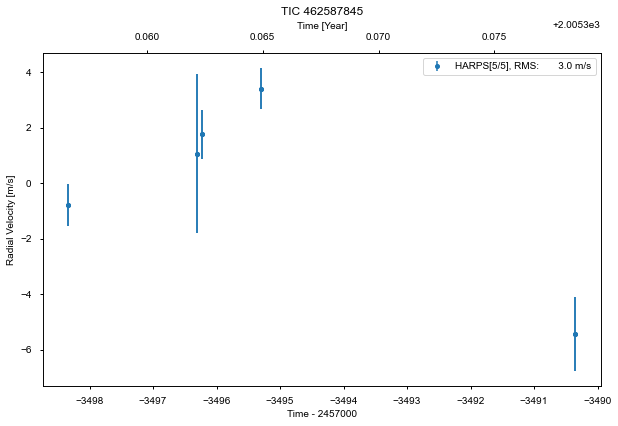 TIC 462587845
Time [Year]
+2.0053e3
0.060 0.065 0.070 0.075
HARPS[5/5], RMS: 3.0 m/s
4
2
0
−2
−4
−6
Radial Velocity [m/s]
−3498 −3497 −3496 −3495 −3494 −3493 −3492 −3491 −3490
Time - 2457000